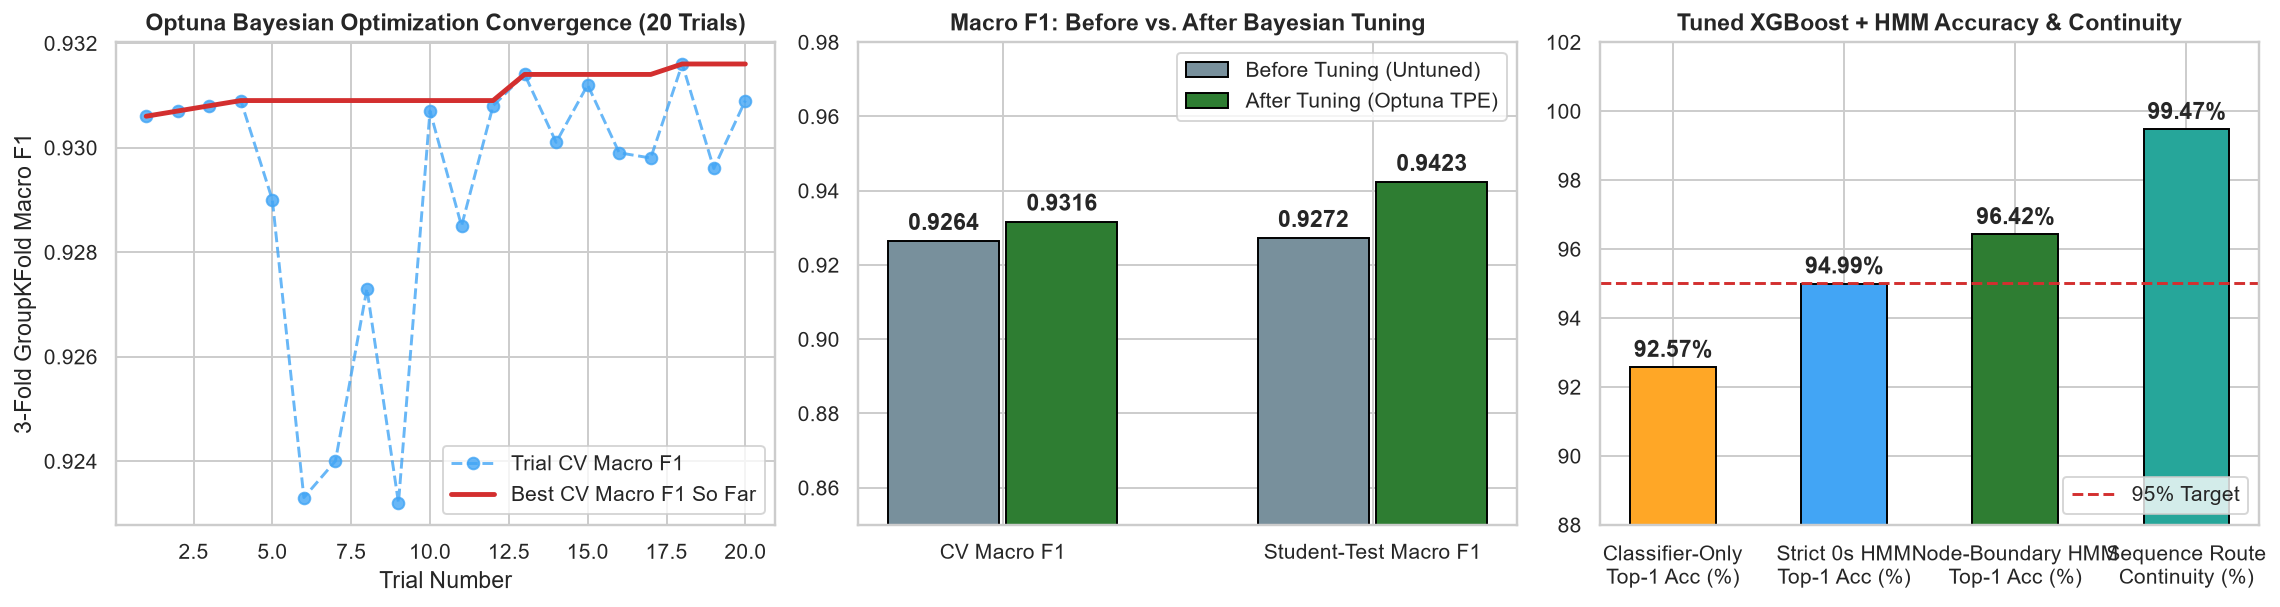 Optuna Bayesian Optimization Convergence (20 Trials)
0.932
0.930
0.928
0.926
0.924
3-Fold GroupKFold Macro F1
Trial CV Macro F1
Best CV Macro F1 So Far
2.5 5.0 7.5 10.0 12.5 15.0 17.5 20.0
Trial Number
Macro F1: Before vs. After Bayesian Tuning
0.98
0.96
0.94
0.92
0.90
0.88
0.86
Before Tuning (Untuned)
After Tuning (Optuna TPE)
0.9264
0.9316
0.9272
0.9423
CV Macro F1
Student-Test Macro F1
Tuned XGBoost + HMM Accuracy & Continuity
102
100
98
96
94
92
90
88
92.57%
94.99%
96.42%
99.47%
95% Target
Classifier-Only
Top-1 Acc (%)
Strict 0s HMM
Top-1 Acc (%)
Node-Boundary HMM
Top-1 Acc (%)
Sequence Route
Continuity (%)